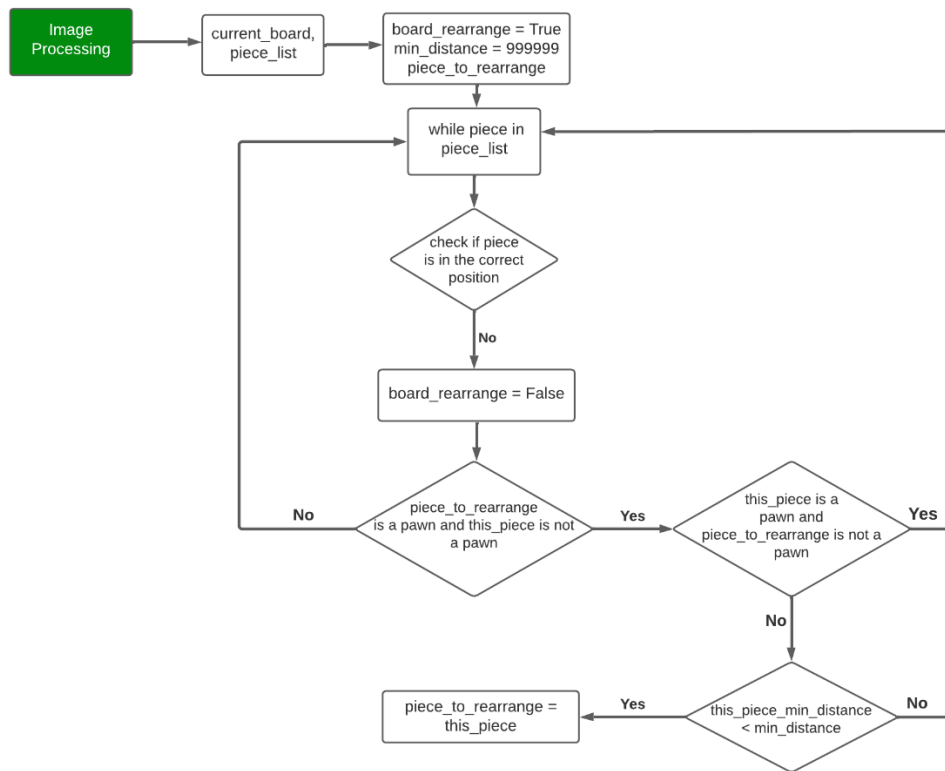 Image
Processing
current_board,
piece_list
board_rearrange = True
min_distance = 999999
piece_to_rearrange
while piece in
piece_list
check if piece
is in the correct
position
No
board_rearrange = False
piece_to_rearrange
is a pawn and this_piece is not
a pawn
No
Yes
this_piece is a
pawn and
piece_to_rearrange is not a
pawn
Yes
No
this_piece_min_distance
< min_distance
Yes
No
piece_to_rearrange =
this_piece